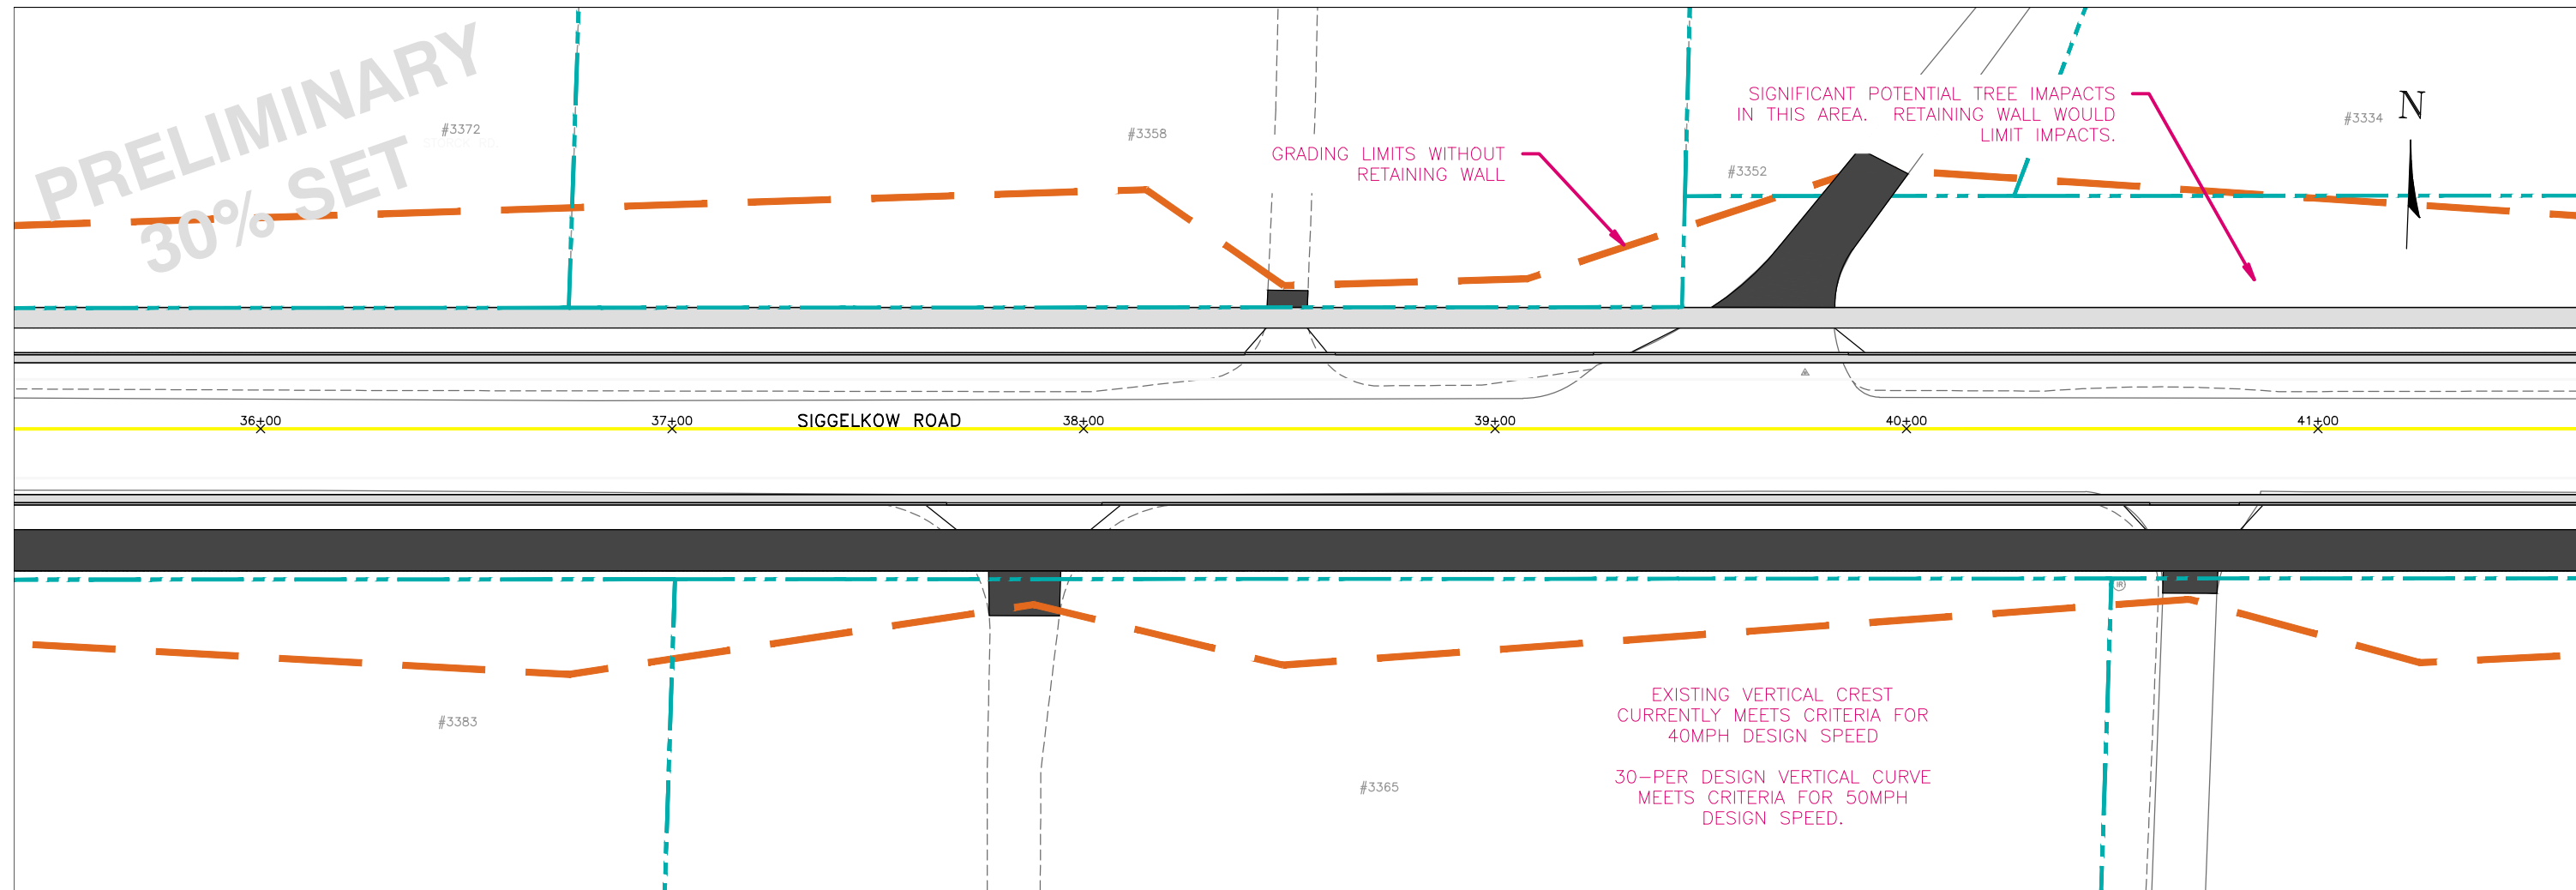 PRELIMINARY
30% SET
#3372
#3358
GRADING LIMITS WITHOUT
RETAINING WALL
SIGNIFICANT POTENTIAL TREE IMAPACTS
IN THIS AREA. RETAINING WALL WOULD
LIMIT IMPACTS.
#3352
#3334
N
36+00
37+00
SIGGELKOW ROAD
38+00
39+00
40+00
41+00
IR
#3383
#3365
EXISTING VERTICAL CREST
CURRENTLY MEETS CRITERIA FOR
40MPH DESIGN SPEED
30-PER DESIGN VERTICAL CURVE
MEETS CRITERIA FOR 50MPH
DESIGN SPEED.